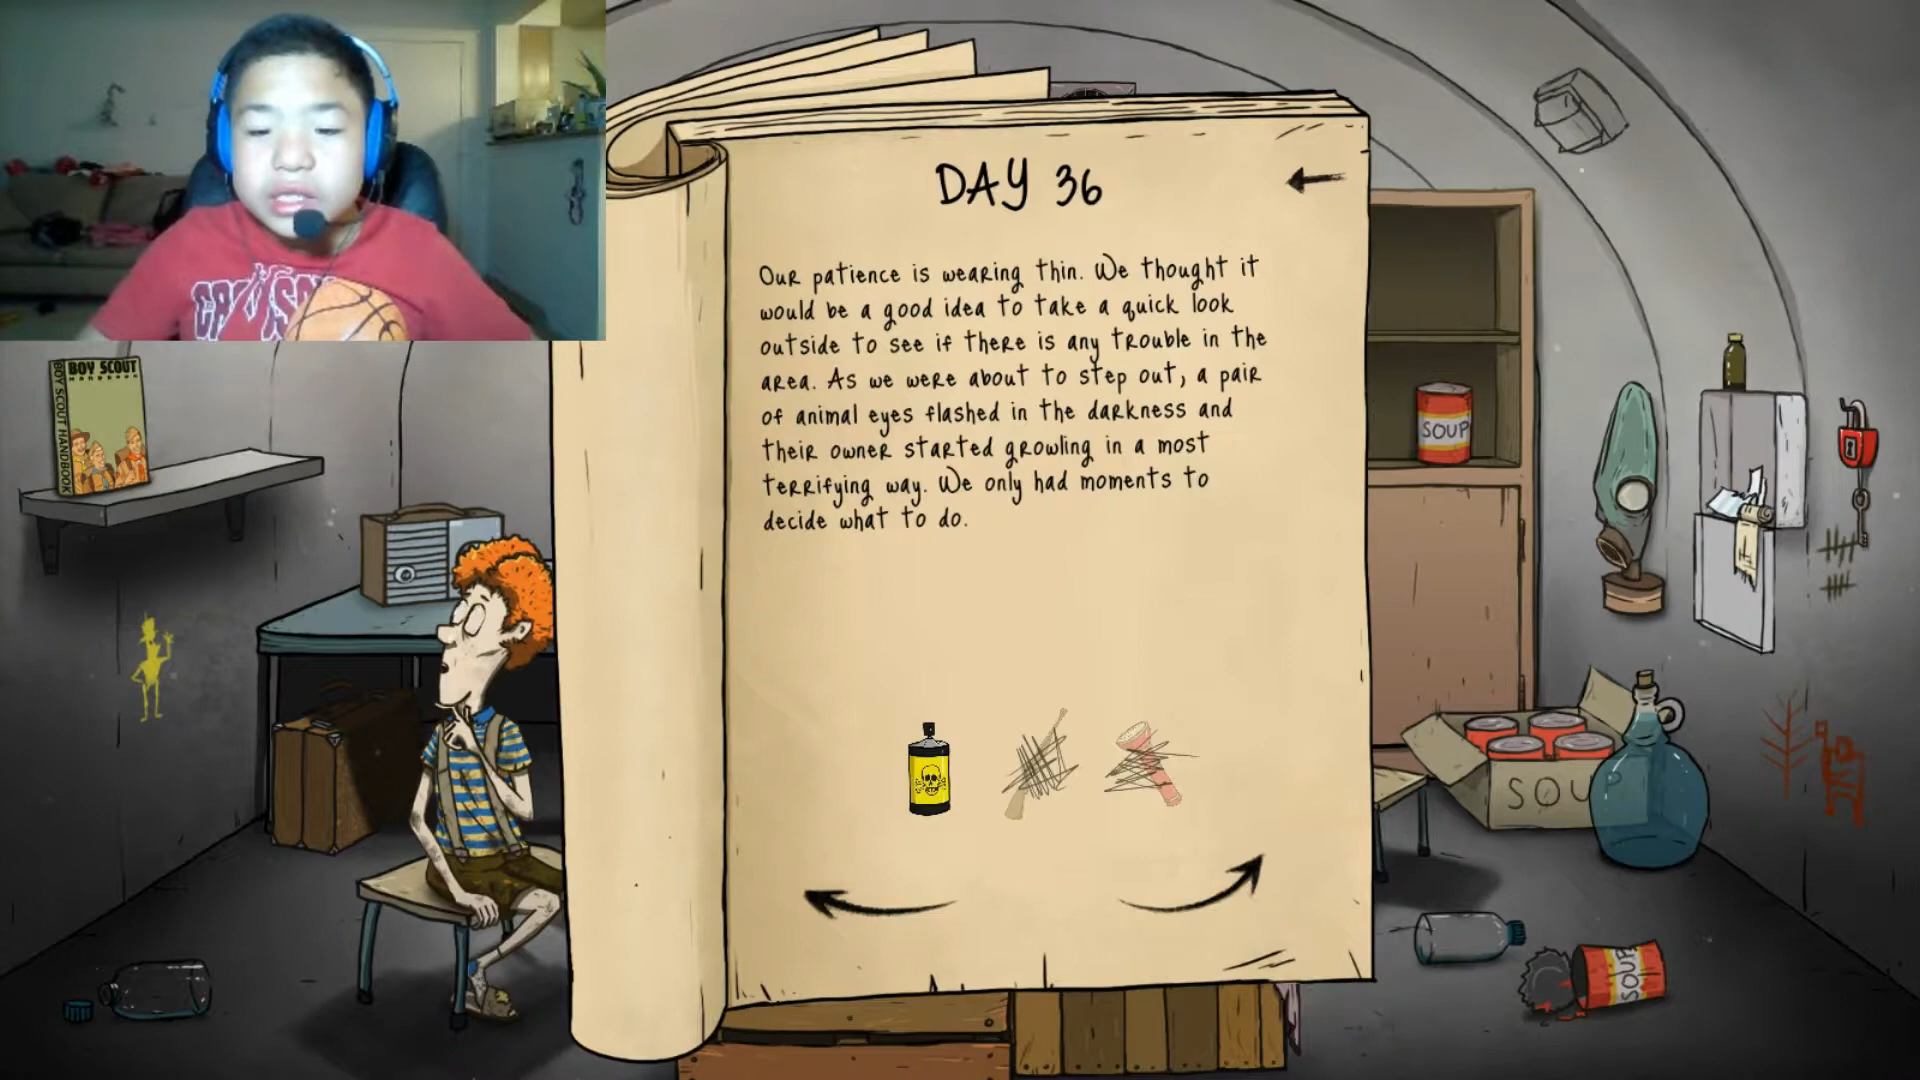 BOY SCOUT
HANDBOOK
BOY SCOUT HANDBOOK
DAY 36
Our patience is wearing thin. We thought it
would be a good idea to take a quick look
outside to see if there is any trouble in the
area. As we were about to step out, a pair
of animal eyes flashed in the darkness and
their owner started growling in a most
terrifying way. We only had moments to
decide what to do.
SOUP
SOU
SOUP